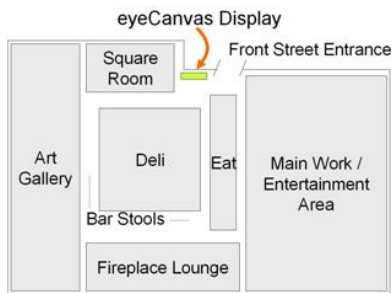 eyeCanvas Display
Front Street Entrance
Square
Room
Art
Gallery
Deli
Eat
Main Work /
Entertainment
Area
Bar Stools
Fireplace Lounge